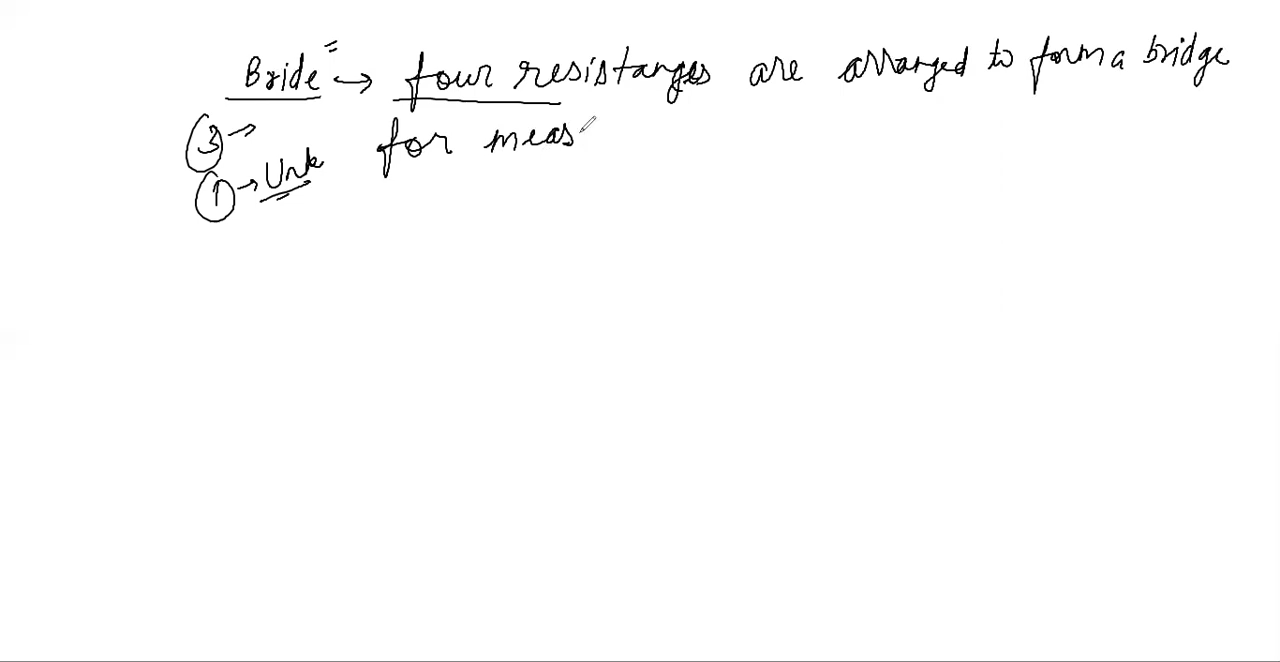 Bride → four resistanges are arranged to form a bridge
③ → for meas
① → Unk